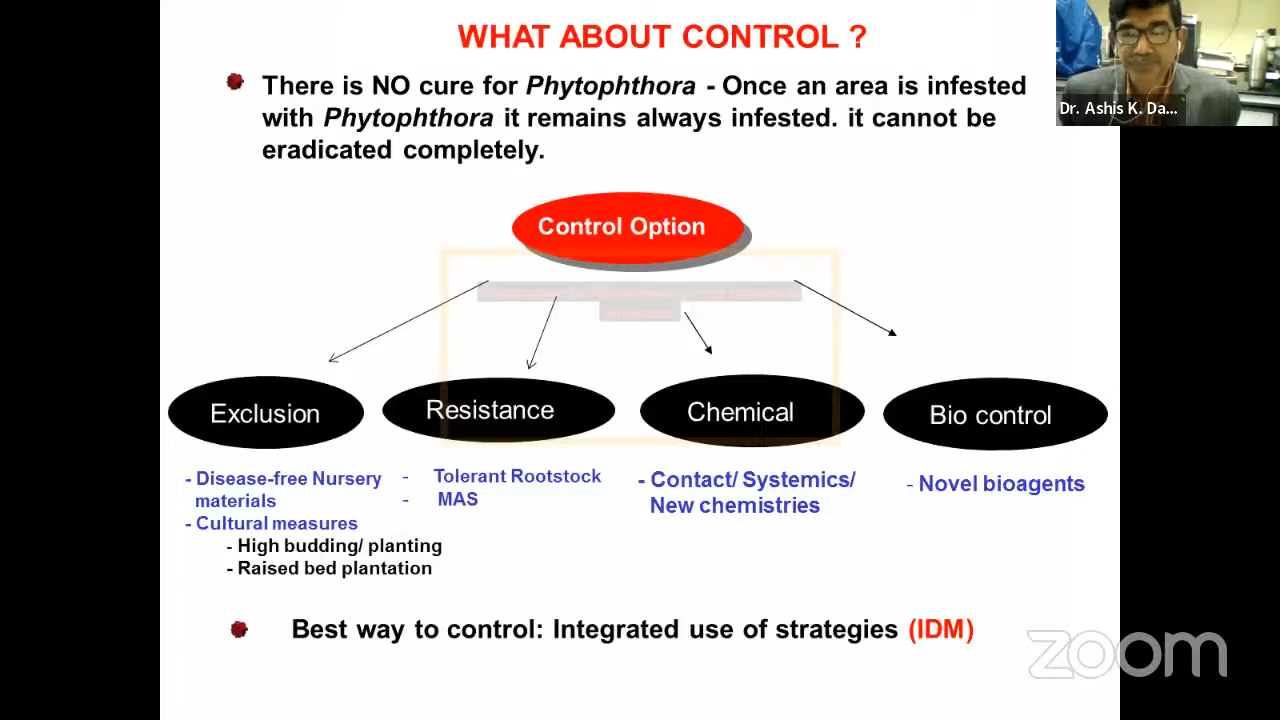 WHAT ABOUT CONTROL ?
There is NO cure for Phytophthora - Once an area is infested
with Phytophthora it remains always infested. it cannot be
eradicated completely.
Dr. Ashis K. Da...
Control Option
Exclusion
Resistance
Chemical
Bio control
- Disease-free Nursery
materials
- Cultural measures
- High budding/ planting
- Raised bed plantation
- Tolerant Rootstock
- MAS
- Contact/ Systemics/
New chemistries
- Novel bioagents
Best way to control: Integrated use of strategies (IDM)
zoom